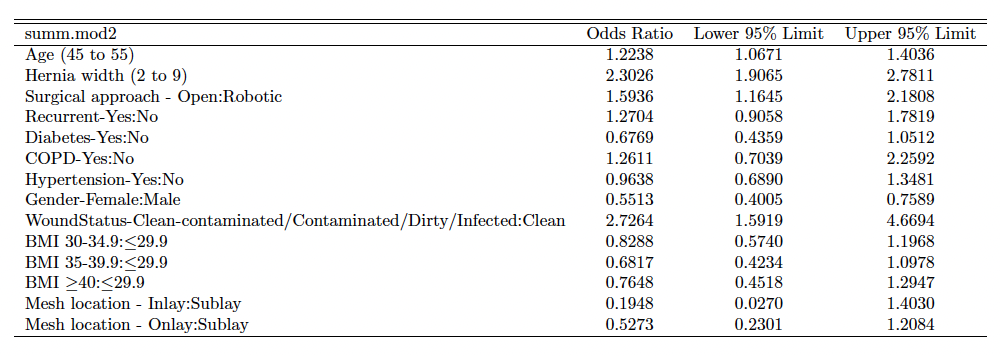 summ.mod2 Odds Ratio Lower 95% Limit Upper 95% Limit
Age (45 to 55) 1.2238 1.0671 1.4036
Hernia width (2 to 9) 2.3026 1.9065 2.7811
Surgical approach - Open:Robotic 1.5936 1.1645 2.1808
Recurrent-Yes:No 1.2704 0.9058 1.7819
Diabetes-Yes:No 0.6769 0.4359 1.0512
COPD-Yes:No 1.2611 0.7039 2.2592
Hypertension-Yes:No 0.9638 0.6890 1.3481
Gender-Female:Male 0.5513 0.4005 0.7589
WoundStatus-Clean-contaminated/Contaminated/Dirty/Infected:Clean 2.7264 1.5919 4.6694
BMI 30-34.9:≤29.9 0.8288 0.5740 1.1968
BMI 35-39.9:≤29.9 0.6817 0.4234 1.0978
BMI ≥40:≤29.9 0.7648 0.4518 1.2947
Mesh location - Inlay:Sublay 0.1948 0.0270 1.4030
Mesh location - Onlay:Sublay 0.5273 0.2301 1.2084